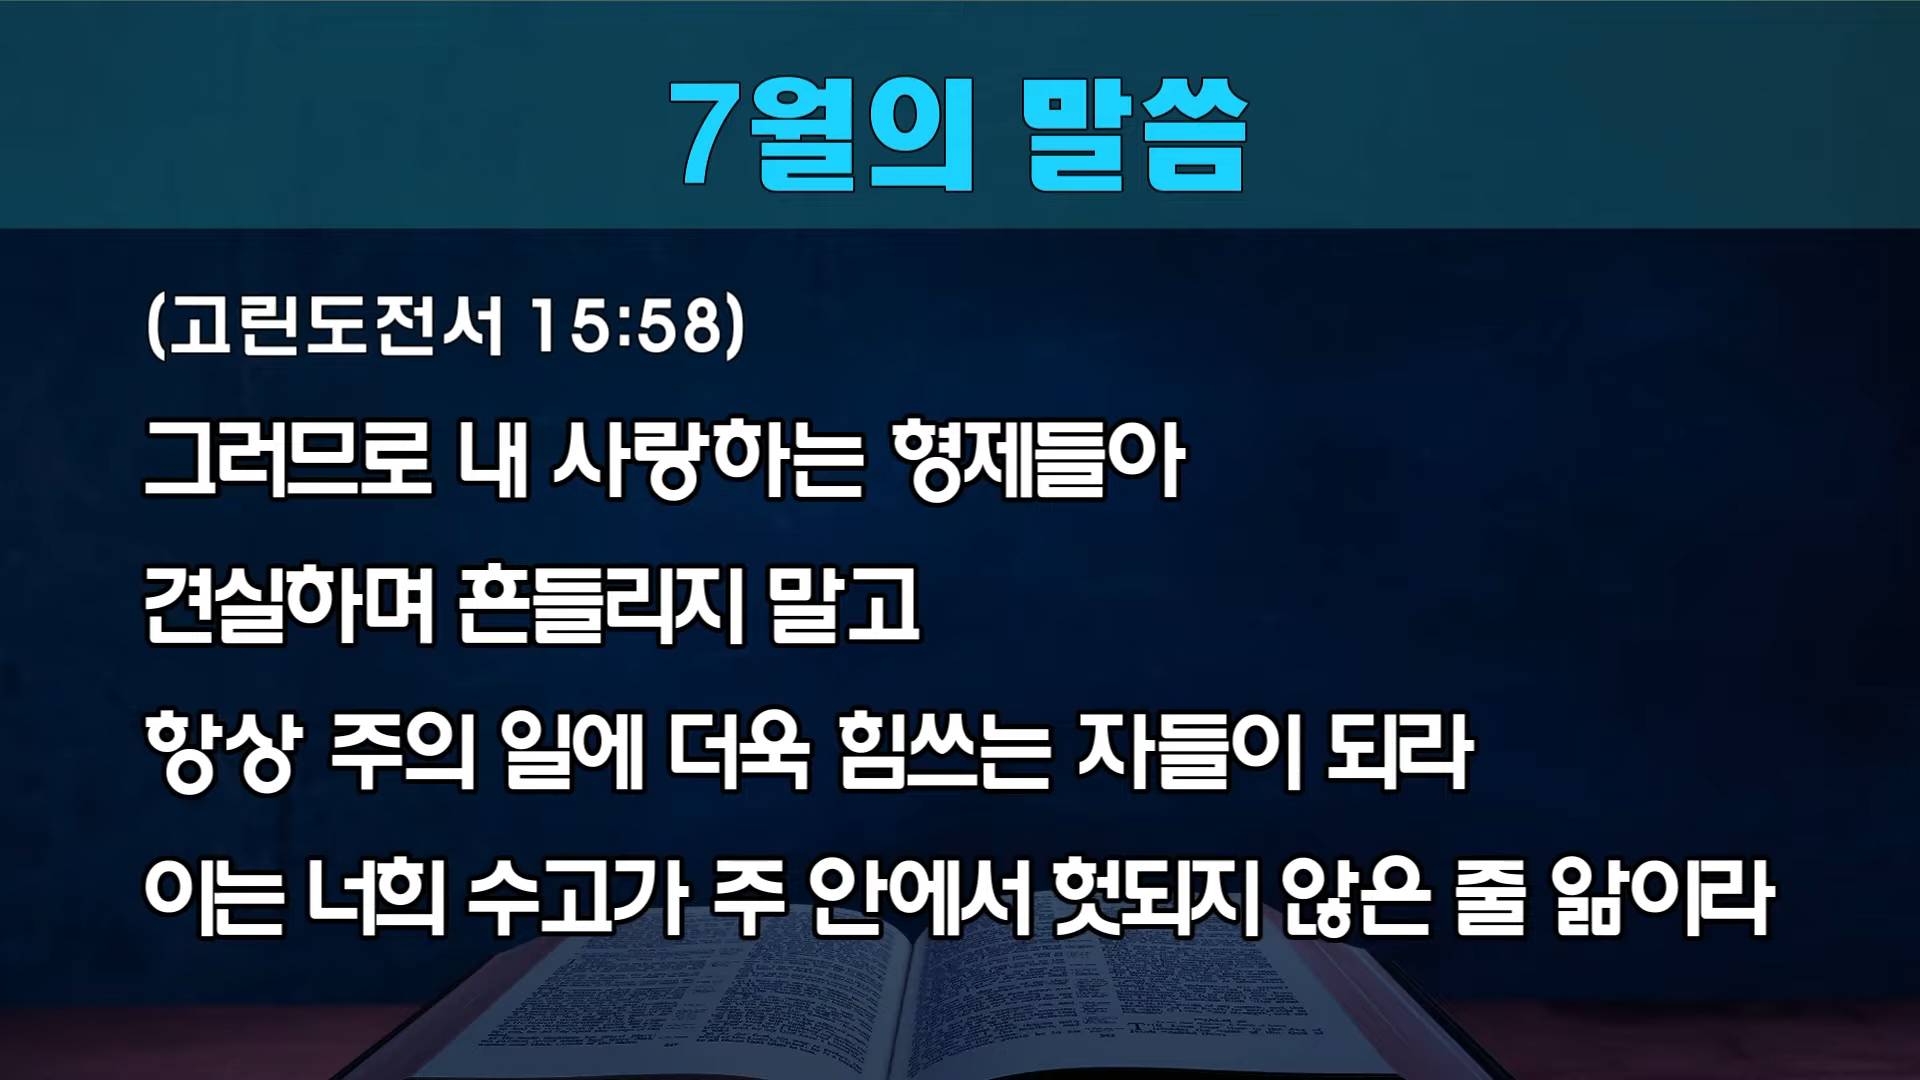 7월의 말씀
(고린도전서 15:58)
그러므로 내 사랑하는 형제들아
견실하며 흔들리지 말고
항상 주의 일에 더욱 힘쓰는 자들이 되라
이는 너희 수고가 주 안에서 헛되지 않은 줄 앎이라